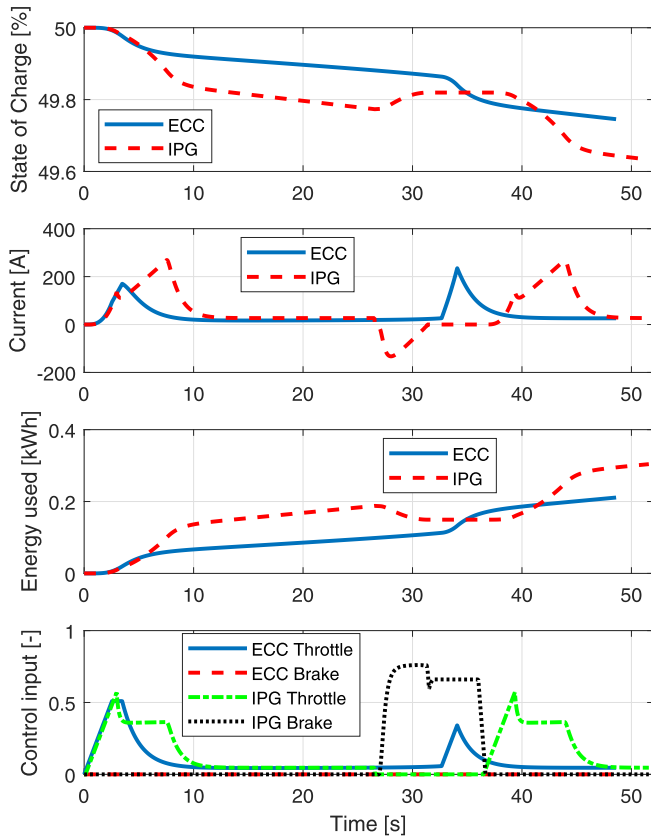 State of Charge [%]
50
49.8
49.6
ECC
IPG
0 10 20 30 40 50
Current [A]
400
200
0
-200
ECC
IPG
0 10 20 30 40 50
Energy used [kWh]
0.4
0.2
0
ECC
IPG
0 10 20 30 40 50
Control input [-]
1
0.5
0
ECC Throttle
ECC Brake
IPG Throttle
IPG Brake
0 10 20 30 40 50
Time [s]